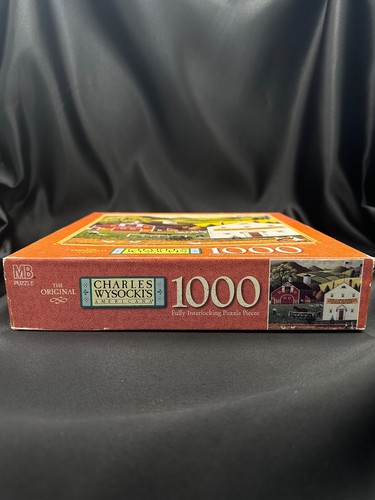 1000
MB
PUZZLE
THE
ORIGINAL
CHARLES
WYSOCKI'S
AMERICANA
1000
Fully Interlocking Puzzle Pieces